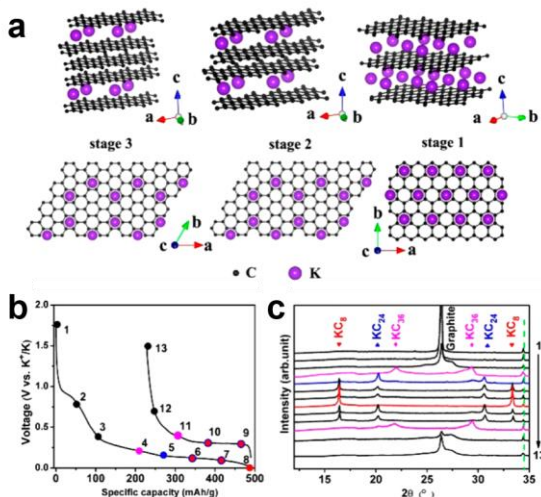 a
c
a
b
c
a
b
c
a
b
stage 3
stage 2
stage 1
b
c
a
b
c
a
b
c
a
C
K
b
Voltage (V vs. K⁺/K)
2.0
1.5
1.0
0.5
0.0
0
100
200
300
400
500
Specific capacity (mAh/g)
1
2
3
4
5
6
7
8
9
10
11
12
13
c
Intensity (arb.unit)
KC₈
KC₂₄
KC₃₆
Graphite
KC₃₆
KC₂₄
KC₈
1
13
15
20
25
30
35
2θ (°)